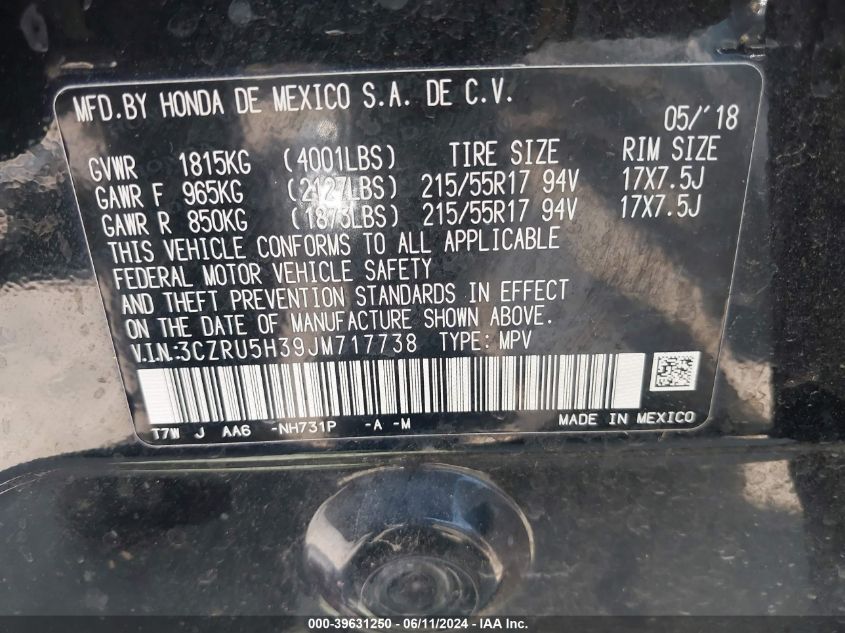 MFD.BY HONDA DE MEXICO S.A. DE C.V.
05/'18
GVWR 1815KG (4001LBS) TIRE SIZE RIM SIZE
GAWR F 965KG (2127LBS) 215/55R17 94V 17X7.5J
GAWR R 850KG (1873LBS) 215/55R17 94V 17X7.5J
THIS VEHICLE CONFORMS TO ALL APPLICABLE
FEDERAL MOTOR VEHICLE SAFETY
AND THEFT PREVENTION STANDARDS IN EFFECT
ON THE DATE OF MANUFACTURE SHOWN ABOVE.
V.I.N:3CZRU5H39JM717738 TYPE: MPV
T7W J AA6 -NH731P -A -M MADE IN MEXICO
000-39631250 - 06/11/2024 - IAAI Inc.